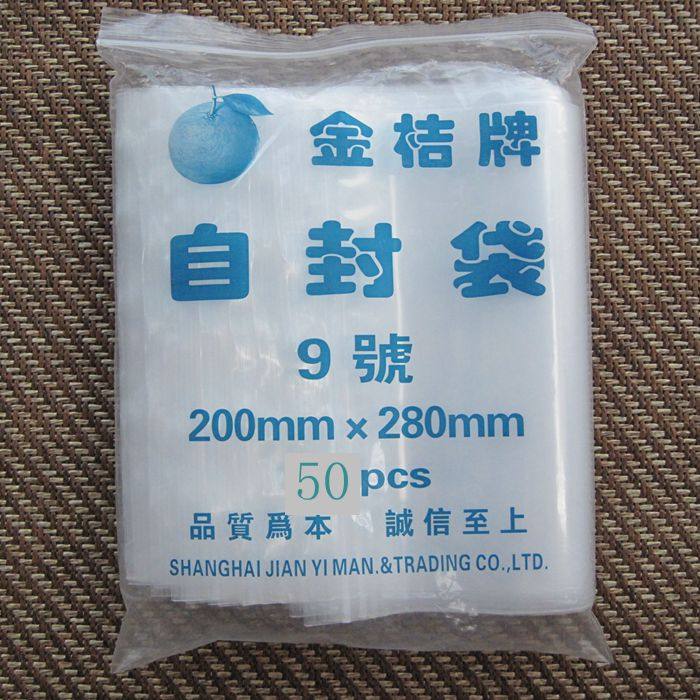 金桔牌
自封袋
9號
200mm x 280mm
50 pcs
品質爲本 誠信至上
SHANGHAI JIAN YI MAN.&TRADING CO.,LTD.